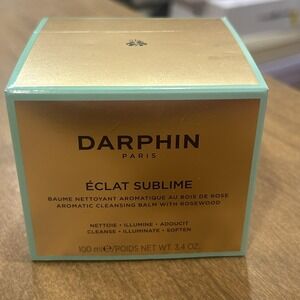 DARPHIN
PARIS
ÉCLAT SUBLIME
BAUME NETTOYANT AROMATIQUE AU BOIS DE ROSE
AROMATIC CLEANSING BALM WITH ROSEWOOD
NETTOIE • ILLUMINE • ADOUCIT
CLEANSE • ILLUMINATE • SOFTEN
100 ml ℮/POIDS NET WT. 3.4 OZ.